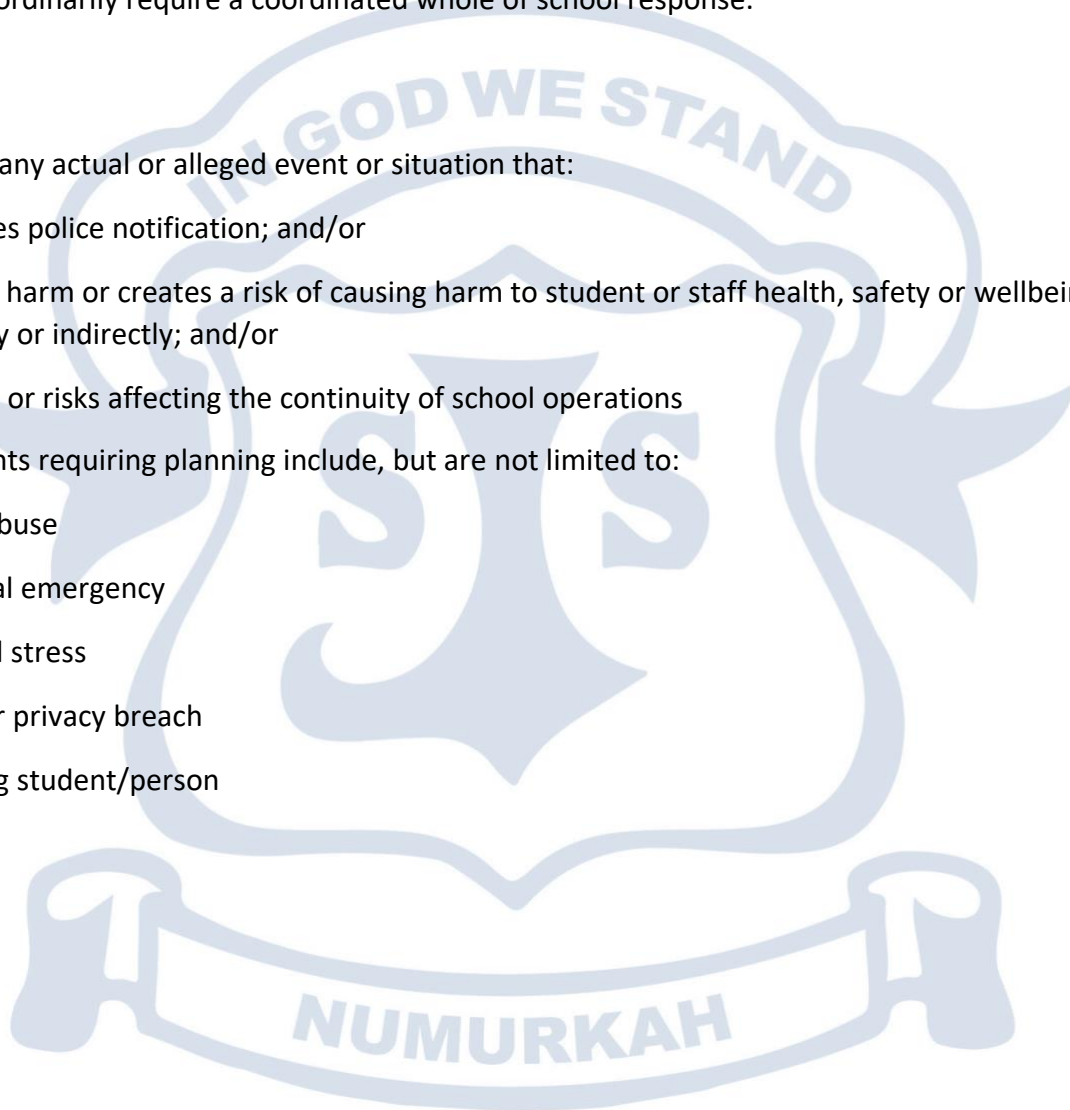 ordinarily require a coordinated whole of school response.
IN GOD WE STAND
any actual or alleged event or situation that:
es police notification; and/or
harm or creates a risk of causing harm to student or staff health, safety or wellbein
y or indirectly; and/or
or risks affecting the continuity of school operations
nts requiring planning include, but are not limited to:
buse
al emergency
l stress
r privacy breach
g student/person
S J S
NUMURKAH